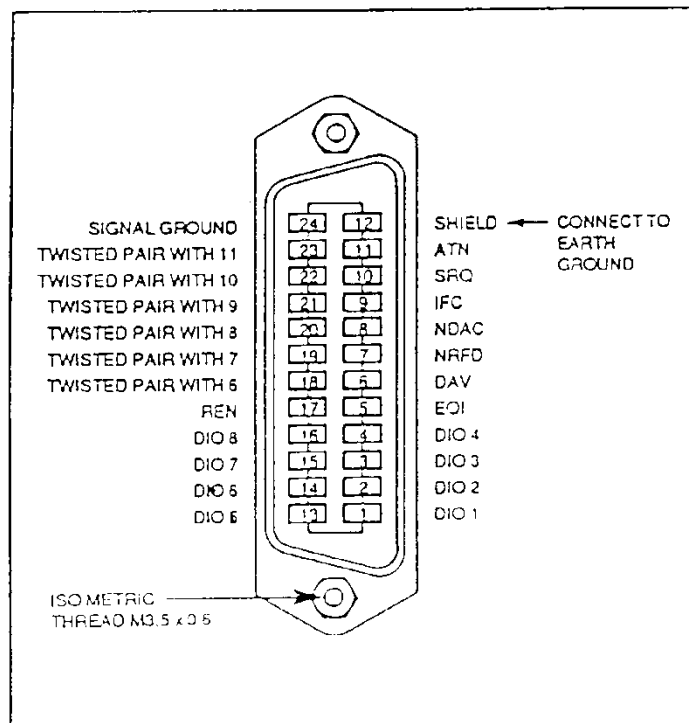 SIGNAL GROUND 24 12 SHIELD CONNECT TO
EARTH
GROUND
TWISTED PAIR WITH 11 23 11 ATN
TWISTED PAIR WITH 10 22 10 SRQ
TWISTED PAIR WITH 9 21 9 IFC
TWISTED PAIR WITH 8 20 8 NDAC
TWISTED PAIR WITH 7 19 7 NRFD
TWISTED PAIR WITH 6 18 6 DAV
REN 17 5 EOI
DIO 8 16 4 DIO 4
DIO 7 15 3 DIO 3
DIO 6 14 2 DIO 2
DIO 5 13 1 DIO 1
ISO METRIC
THREAD M3.5 x 0.6